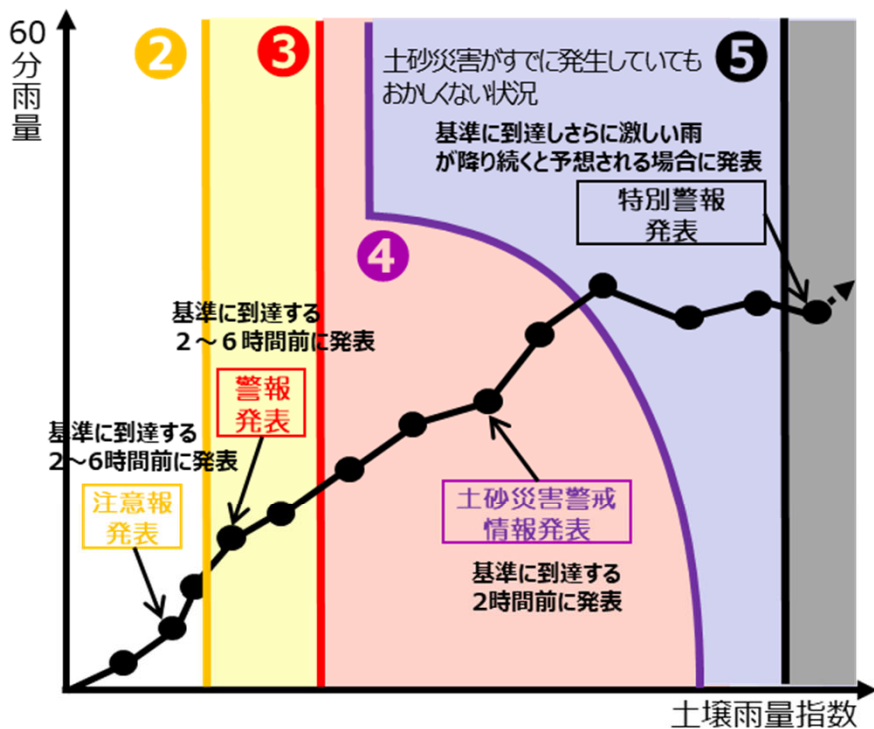 60
分
雨
量
2
3
土砂災害がすでに発生していても
おかしくない状況
5
基準に到達しさらに激しい雨
が降り続くと予想される場合に発表
特別警報
発表
4
基準に到達する
2～6時間前に発表
警報
発表
基準に到達する
2～6時間前に発表
注意報
発表
土砂災害警戒
情報発表
基準に到達する
2時間前に発表
土壌雨量指数